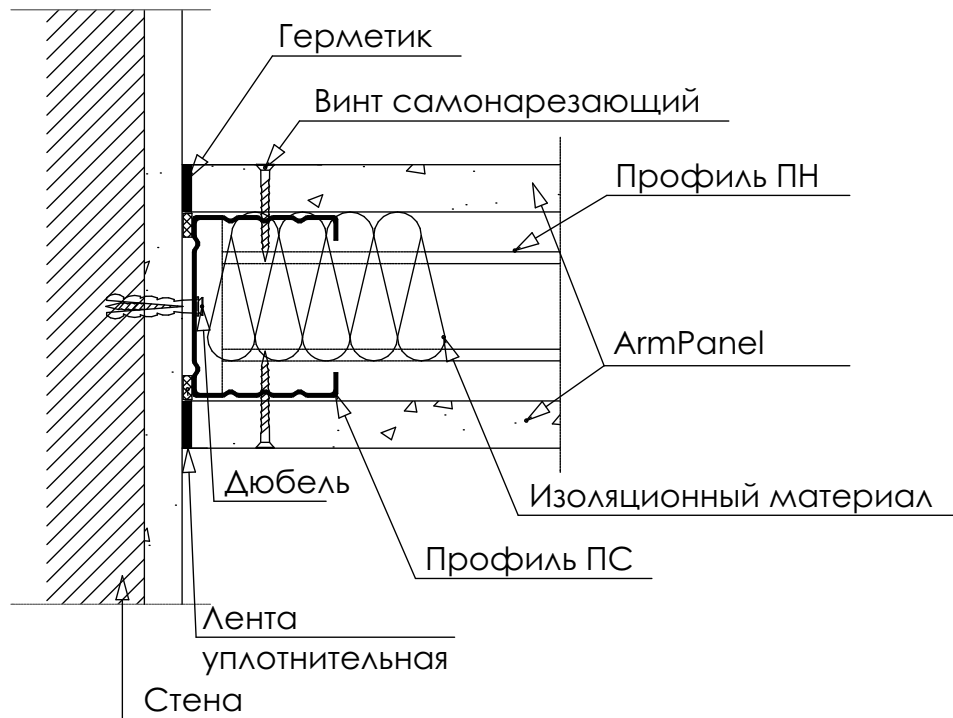 Герметик
Винт самонарезающий
Профиль ПН
ArmPanel
Дюбель
Изоляционный материал
Профиль ПС
Лента
уплотнительная
Стена